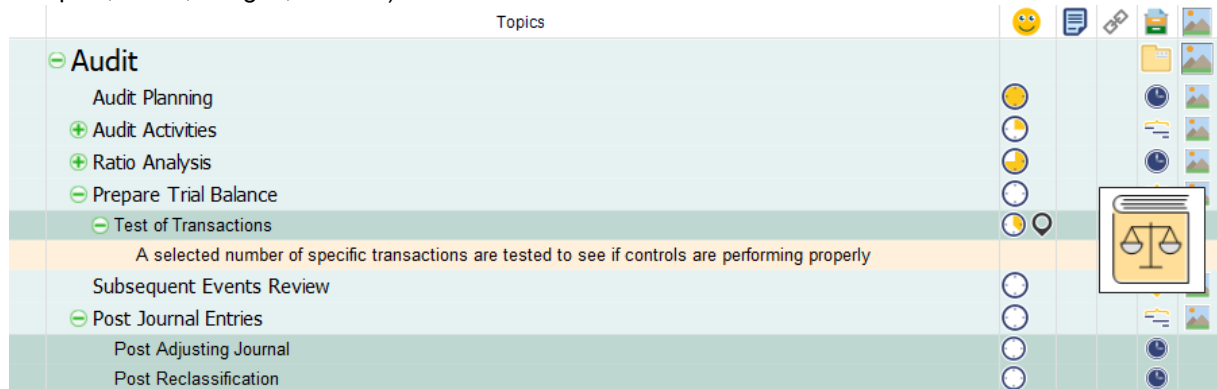 Topics
Audit
Audit Planning
Audit Activities
Ratio Analysis
Prepare Trial Balance
Test of Transactions
A selected number of specific transactions are tested to see if controls are performing properly
Subsequent Events Review
Post Journal Entries
Post Adjusting Journal
Post Reclassification